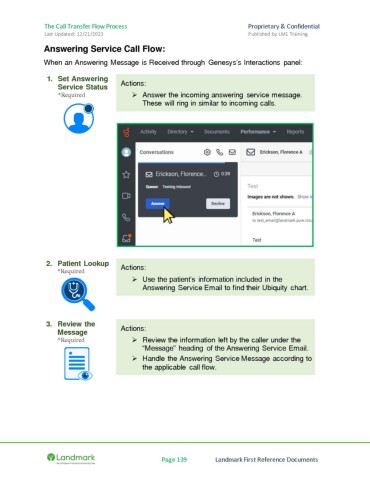 The Call Transfer Flow Process
Proprietary & Confidential
Last Updated: 12/21/2023
Published by LM1 Training
Answering Service Call Flow:
When an Answering Message is Received through Genesys's Interactions panel:
1. Set Answering
Service Status
*Required
Actions:
➢ Answer the incoming answering service message.
These will ring in similar to incoming calls.
Activity
Directory
Documents
Performance
Reports
Conversations
Erickson, Florence A
Erickson, Florence..
0:39
Queue: Testing Inbound
Answer
Decline
Test
Images are not shown. Show
Erickson, Florence A
Test
2. Patient Lookup
*Required
Actions:
➢ Use the patient's information included in the
Answering Service Email to find their Ubiquity chart.
3. Review the
Message
*Required
Actions:
➢ Review the information left by the caller under the
"Message" heading of the Answering Service Email.
➢ Handle the Answering Service Message according to
the applicable call flow.
Landmark
Page 139
Landmark First Reference Documents